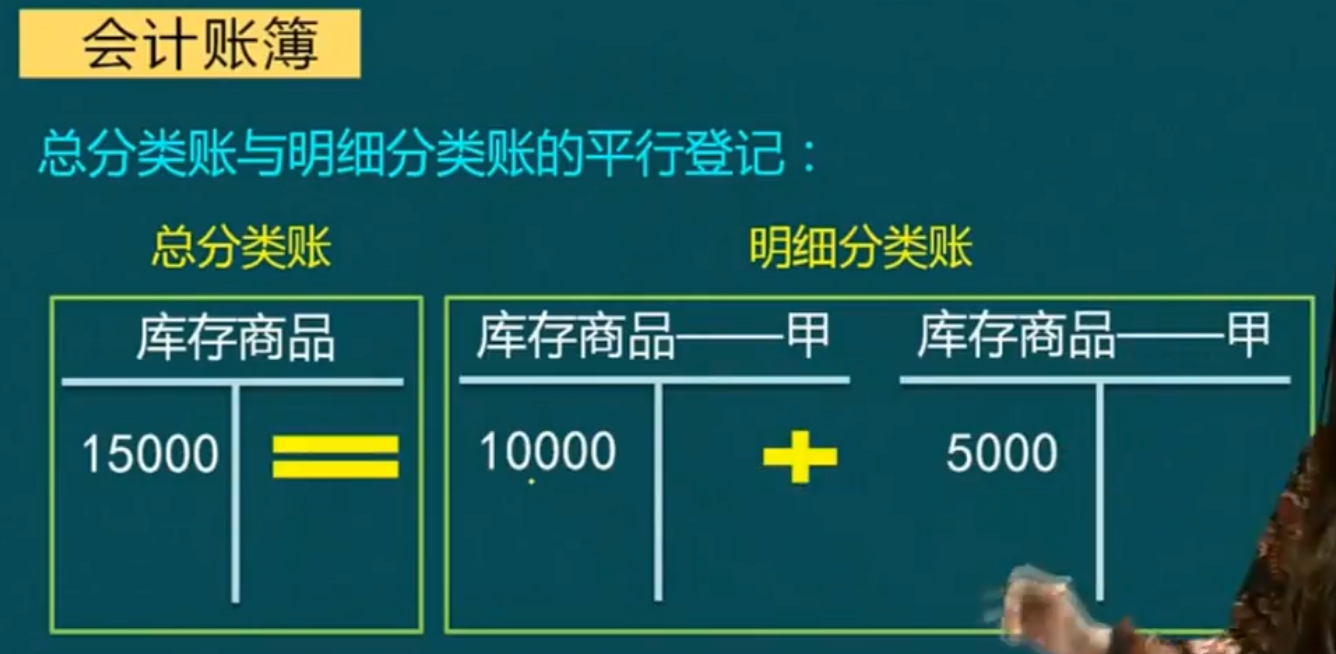 会计账簿
总分类账与明细分类账的平行登记：
总分类账 明细分类账
库存商品 库存商品——甲 库存商品——甲
15000 = 10000 + 5000